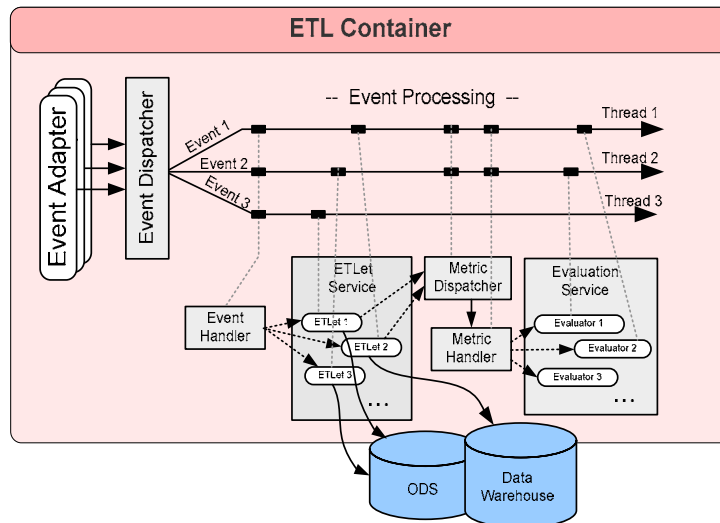 ETL Container
-- Event Processing --
Event Adapter
Event Dispatcher
Event 1
Thread 1
Event 2
Thread 2
Event 3
Thread 3
ETLet
Service
Metric
Dispatcher
Evaluation
Service
Event
Handler
ETLet 1
ETLet 2
ETLet 3
...
Metric
Handler
Evaluator 1
Evaluator 2
Evaluator 3
...
ODS
Data
Warehouse